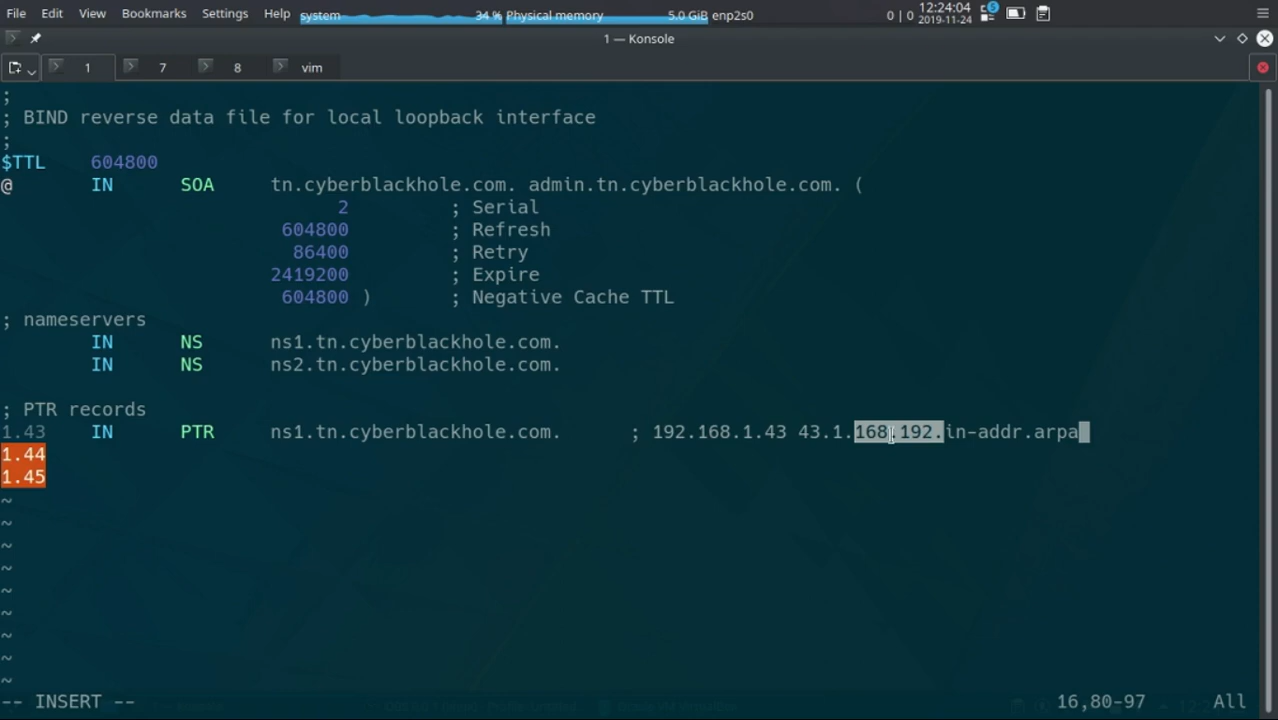 File Edit View Bookmarks Settings Help system 34 % Physical memory 5.0 GiB enp2s0 0 | 0 12:24:04 2019-11-24 5
1 — Konsole
1 7 8 vim
;
; BIND reverse data file for local loopback interface
;
$TTL 604800
@ IN SOA tn.cyberblackhole.com. admin.tn.cyberblackhole.com. (
2 ; Serial
604800 ; Refresh
86400 ; Retry
2419200 ; Expire
604800 ) ; Negative Cache TTL
; nameservers
IN NS ns1.tn.cyberblackhole.com.
IN NS ns2.tn.cyberblackhole.com.
; PTR records
1.43 IN PTR ns1.tn.cyberblackhole.com. ; 192.168.1.43 43.1.168.192.in-addr.arpa
1.44
1.45
~
~
~
~
~
~
~
~
~
-- INSERT -- 16,80-97 All